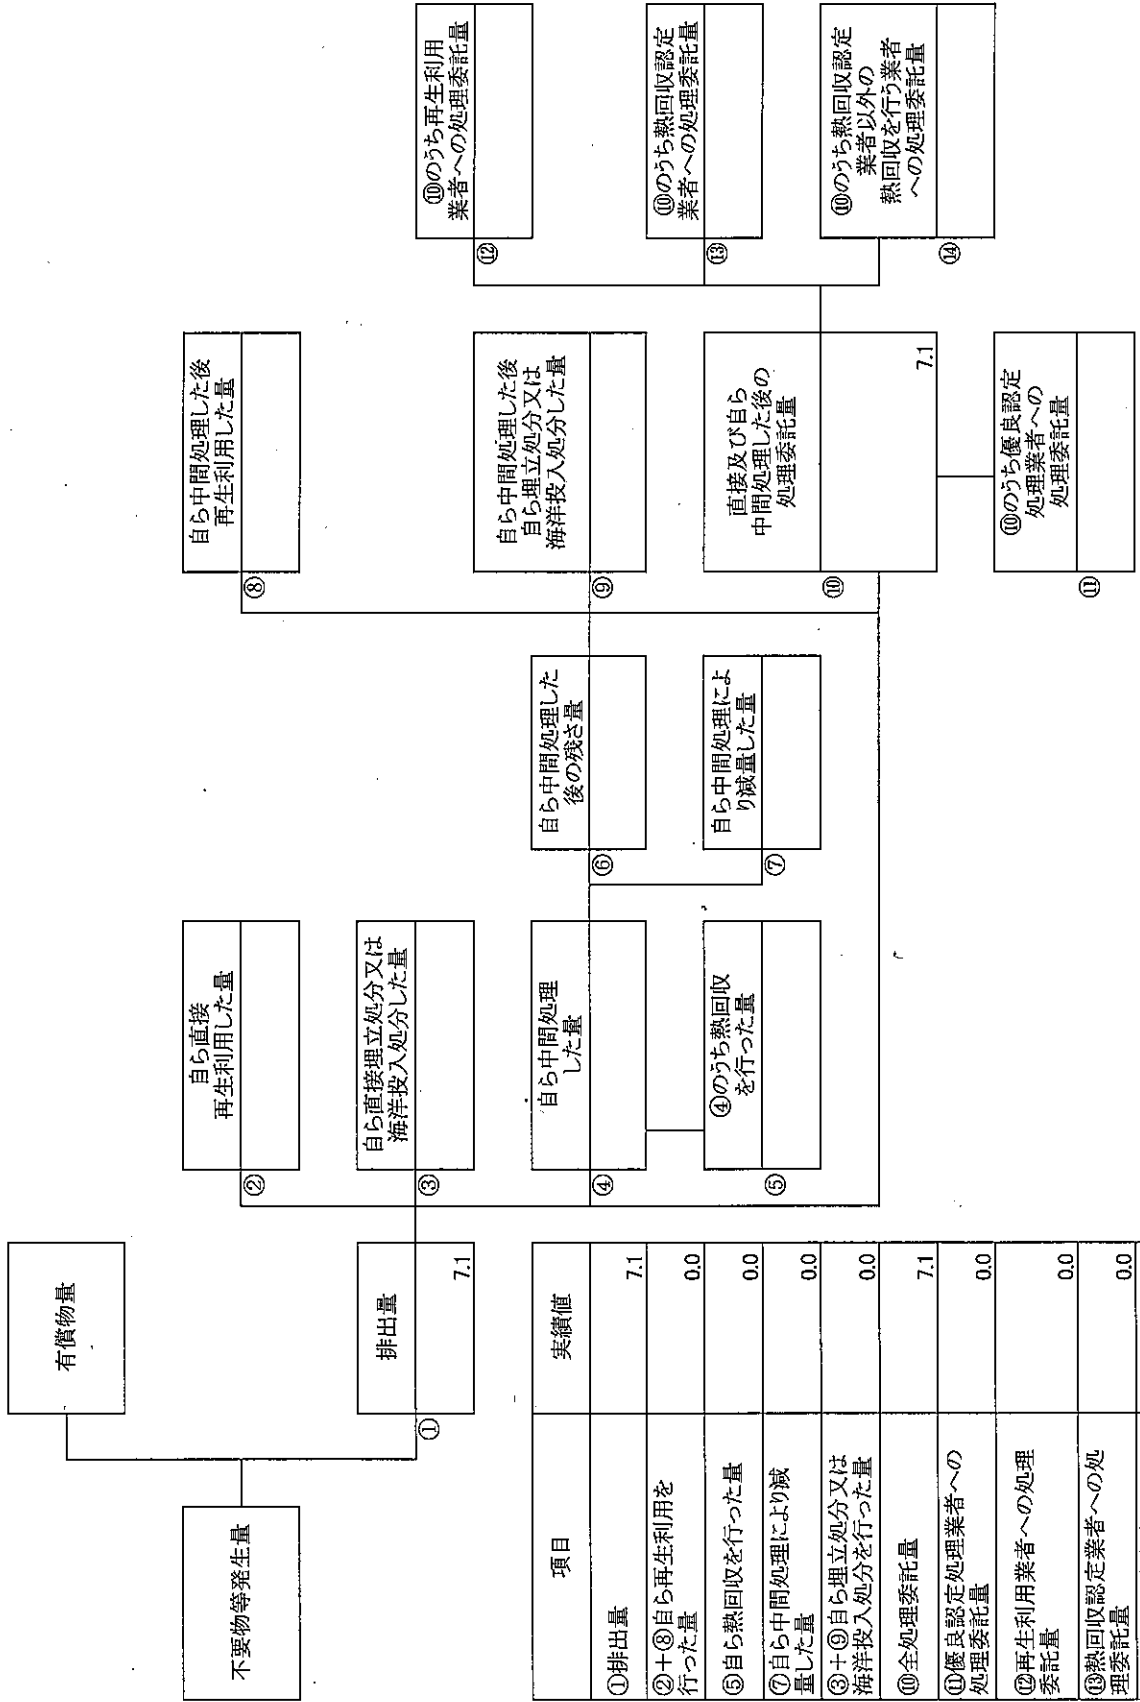 不要物等発生量
有償物量
①
排出量
7.1
②
自ら直接
再生利用した量
③
自ら直接埋立処分又は
海洋投入処分した量
④
自ら中間処理
した量
⑤
④のうち熱回収
を行った量
⑥
自ら中間処理した
後の残さ量
⑦
自ら中間処理によ
り減量した量
⑧
自ら中間処理した後
再生利用した量
⑨
自ら中間処理した後
自ら埋立処分又は
海洋投入処分した量
⑩
直接及び自ら
中間処理した後の
処理委託量
7.1
⑪
⑩のうち優良認定
処理業者への
処理委託量
⑫
⑩のうち再生利用
業者への処理委託量
⑬
⑩のうち熱回収認定
業者への処理委託量
⑭
⑩のうち熱回収認定
業者以外の
熱回収を行う業者
への処理委託量
項目 実績値
①排出量 7.1
②+⑧自ら再生利用を
行った量 0.0
⑤自ら熱回収を行った量 0.0
⑦自ら中間処理により減
量した量 0.0
③+⑨自ら埋立処分又は
海洋投入処分を行った量 0.0
⑩全処理委託量 7.1
⑪優良認定処理業者への
処理委託量 0.0
⑫再生利用業者への処理
委託量 0.0
⑬熱回収認定業者への処
理委託量 0.0